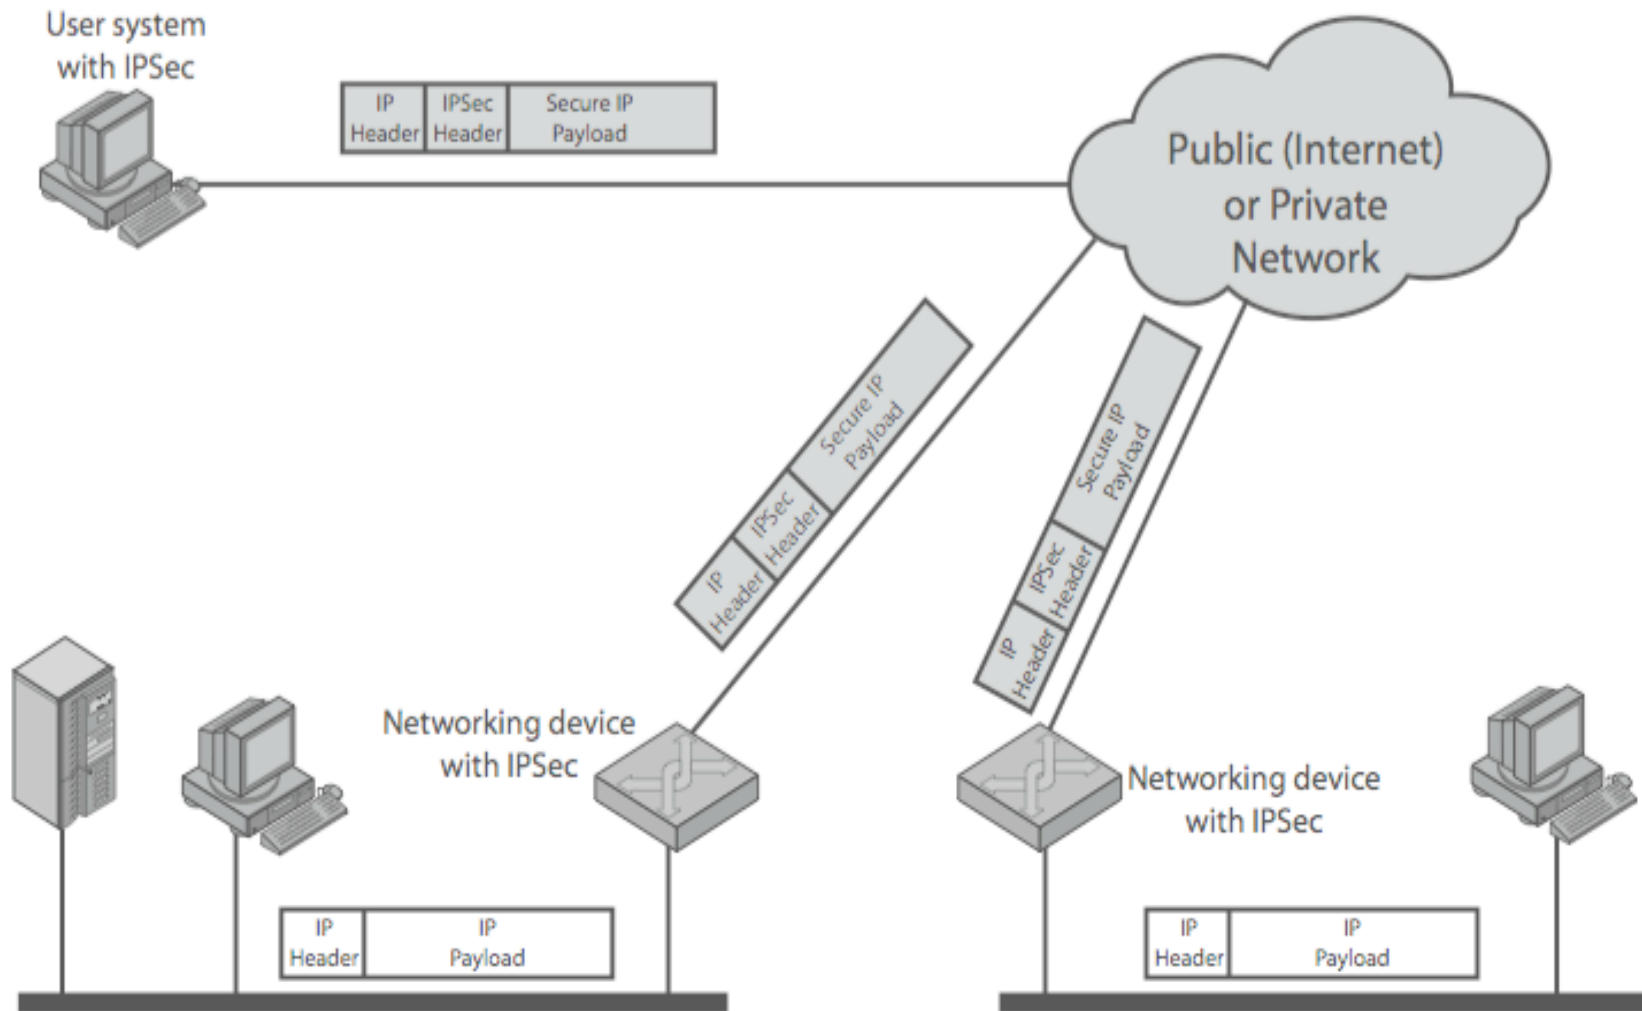 User system
with IPSec
IP
Header
IPSec
Header
Secure IP
Payload
Public (Internet)
or Private
Network
IP
Header
IPSec
Header
Secure IP
Payload
IP
Header
IPSec
Header
Secure IP
Payload
Networking device
with IPSec
Networking device
with IPSec
IP
Header
IP
Payload
IP
Header
IP
Payload